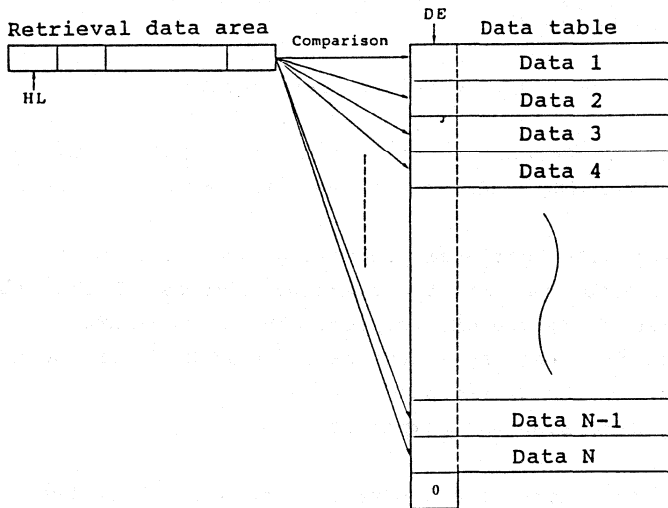 Retrieval data area
Comparison
DE
Data table
HL
Data 1
Data 2
Data 3
Data 4
Data N-1
Data N
0